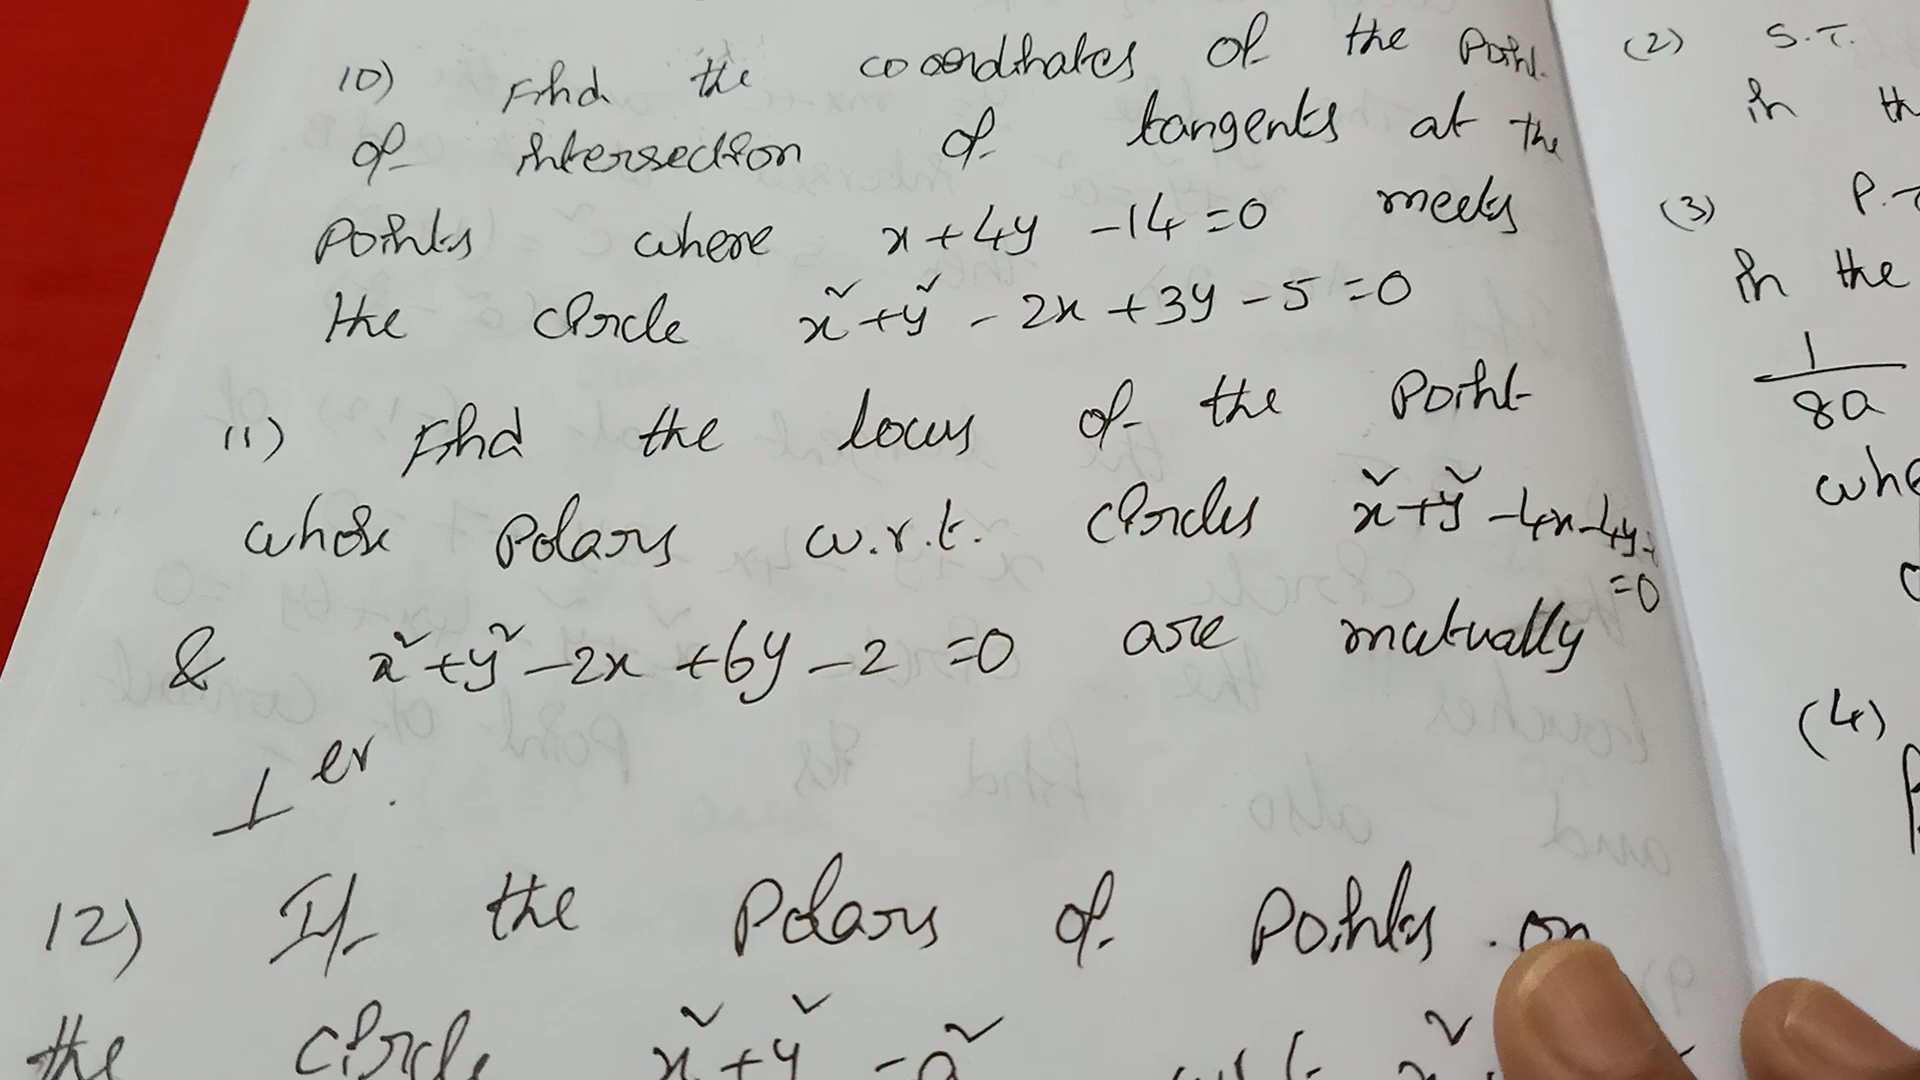 10) Find the coordinates of the point
of intersection of tangents at the
points where x + 4y - 14 = 0 meets
the circle x² + y² - 2x + 3y - 5 = 0
11) Find the locus of the point
whose polars w.r.t. circles x² + y² - 4x - 4y
= 0
& x² + y² - 2x + 6y - 2 = 0 are mutually
⊥er.
12) If the polars of points on
the circle x² + y² = a²
(2) S.T.
in
(3) P.T
in the
1
8a
(4)